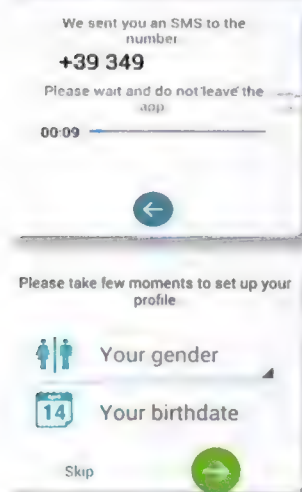 We sent you an SMS to the
number
+39 349
Please wait and do not leave the
app
00:09
Please take few moments to set up your
profile
Your gender
14
Your birthdate
Skip